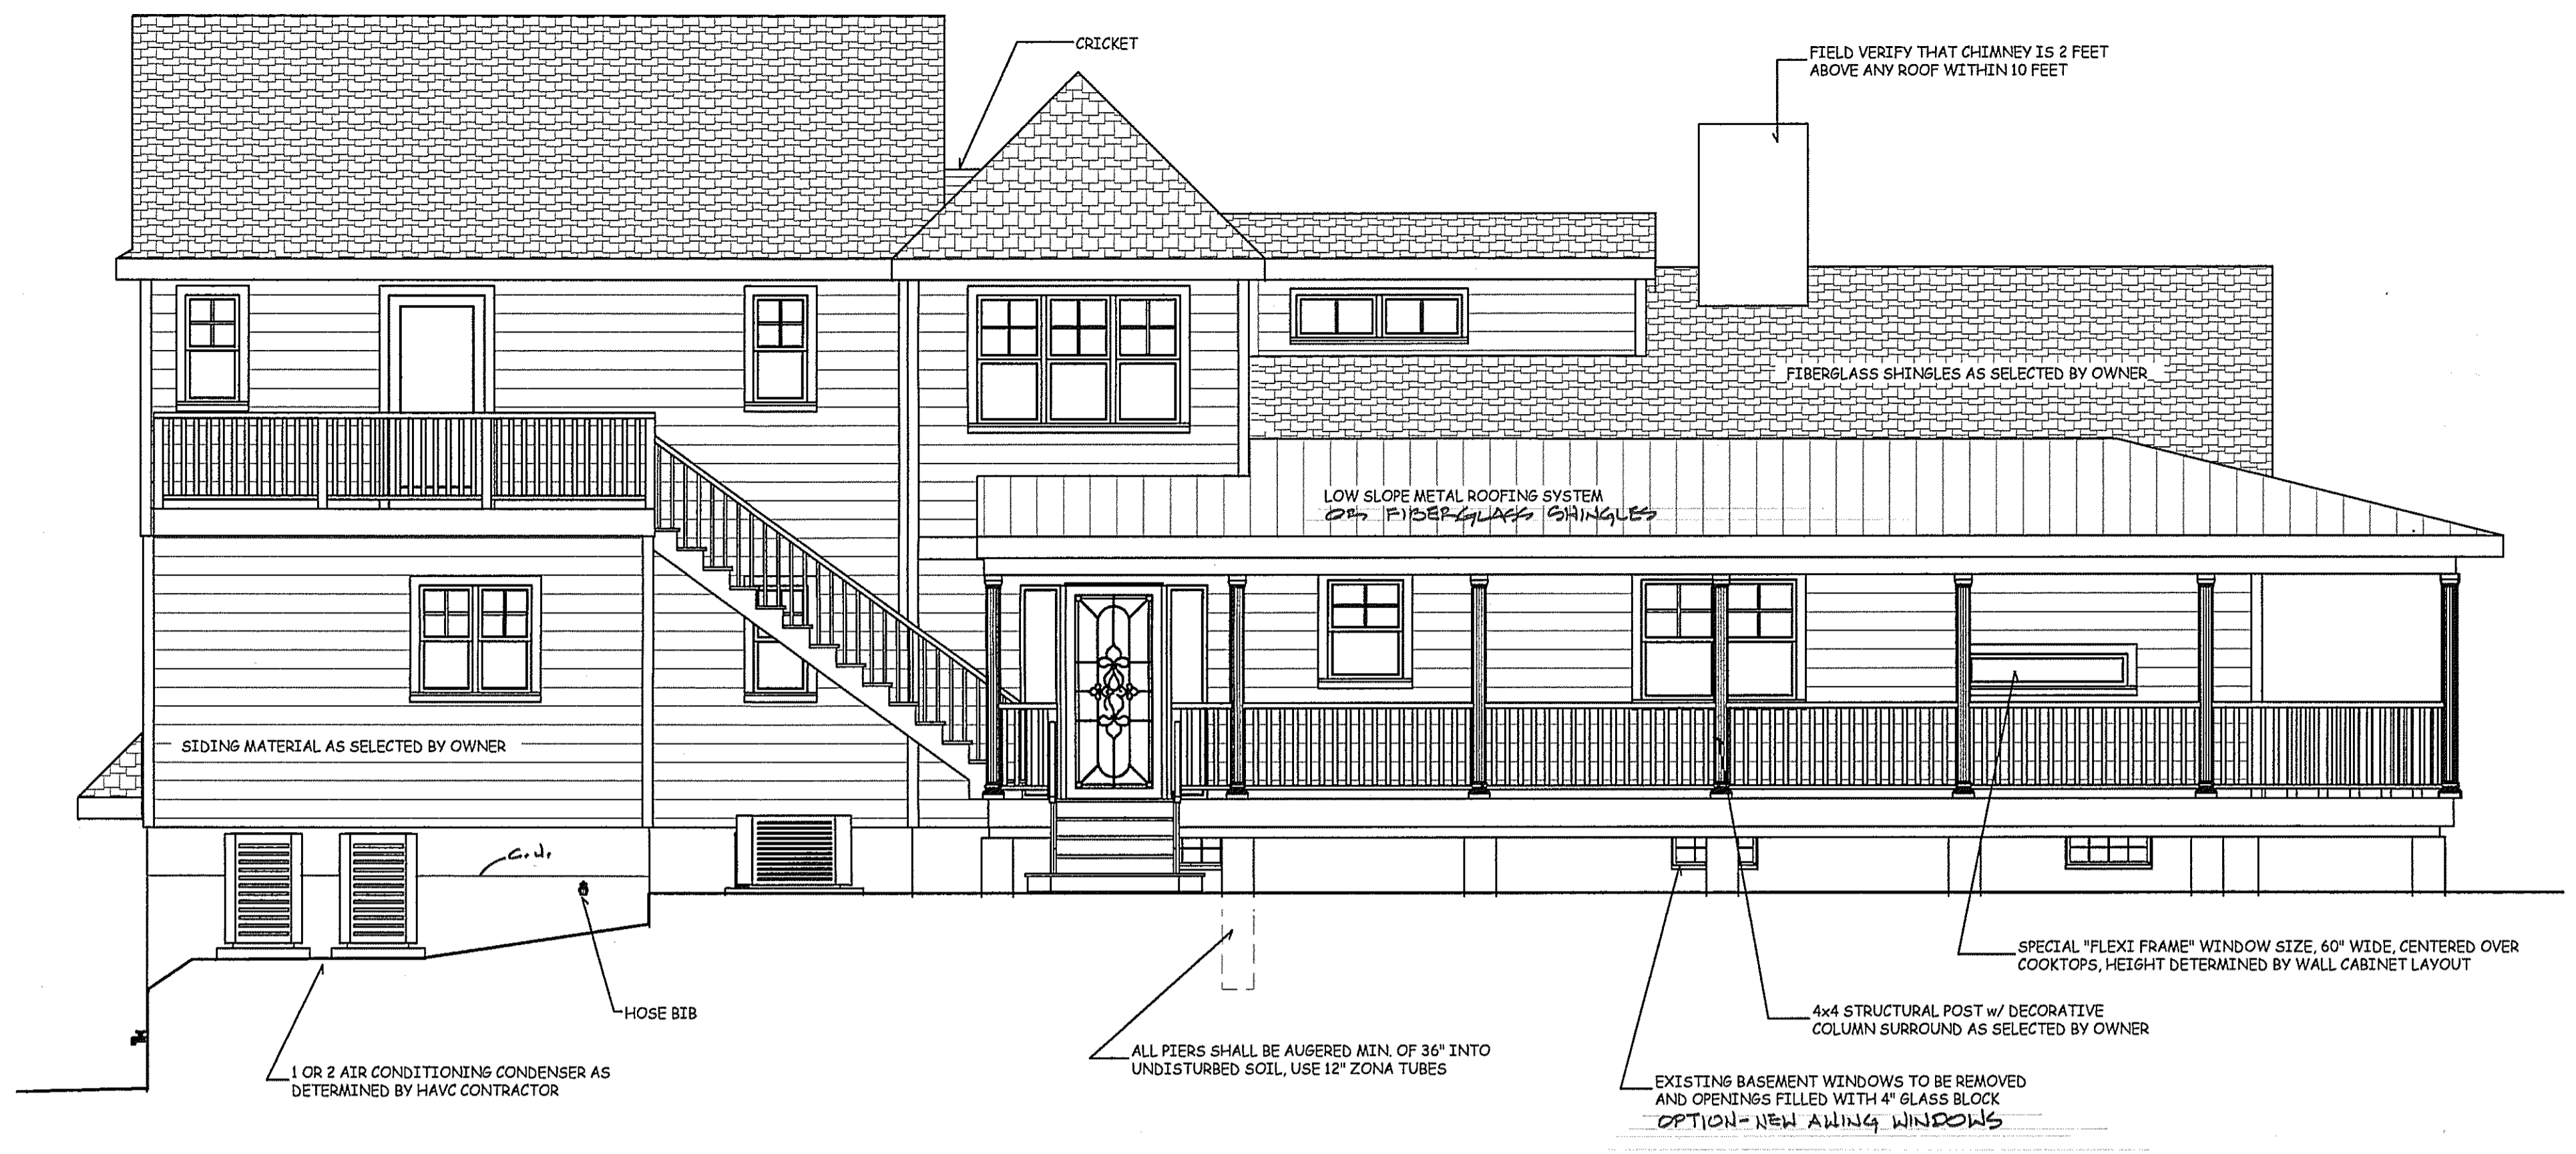 CRICKET
FIELD VERIFY THAT CHIMNEY IS 2 FEET
ABOVE ANY ROOF WITHIN 10 FEET
FIBERGLASS SHINGLES AS SELECTED BY OWNER
LOW SLOPE METAL ROOFING SYSTEM
OR FIBERGLASS SHINGLES
SIDING MATERIAL AS SELECTED BY OWNER
SPECIAL "FLEXI FRAME" WINDOW SIZE, 60" WIDE, CENTERED OVER
COOKTOPS, HEIGHT DETERMINED BY WALL CABINET LAYOUT
HOSE BIB
4x4 STRUCTURAL POST w/ DECORATIVE
COLUMN SURROUND AS SELECTED BY OWNER
ALL PIERS SHALL BE AUGERED MIN. OF 36" INTO
UNDISTURBED SOIL, USE 12" ZONA TUBES
1 OR 2 AIR CONDITIONING CONDENSER AS
DETERMINED BY HAVC CONTRACTOR
EXISTING BASEMENT WINDOWS TO BE REMOVED
AND OPENINGS FILLED WITH 4" GLASS BLOCK
OPTION-NEW AWING WINDOWS